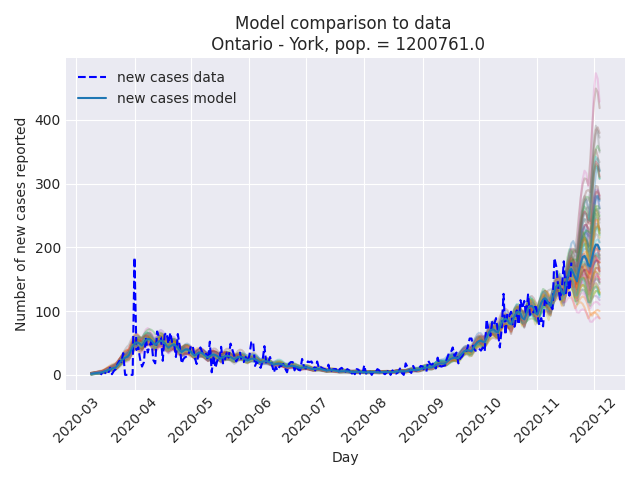 Model comparison to data
Ontario - York, pop. = 1200761.0
new cases data
new cases model
Number of new cases reported
400
300
200
100
0
2020-03
2020-04
2020-05
2020-06
2020-07
2020-08
2020-09
2020-10
2020-11
2020-12
Day